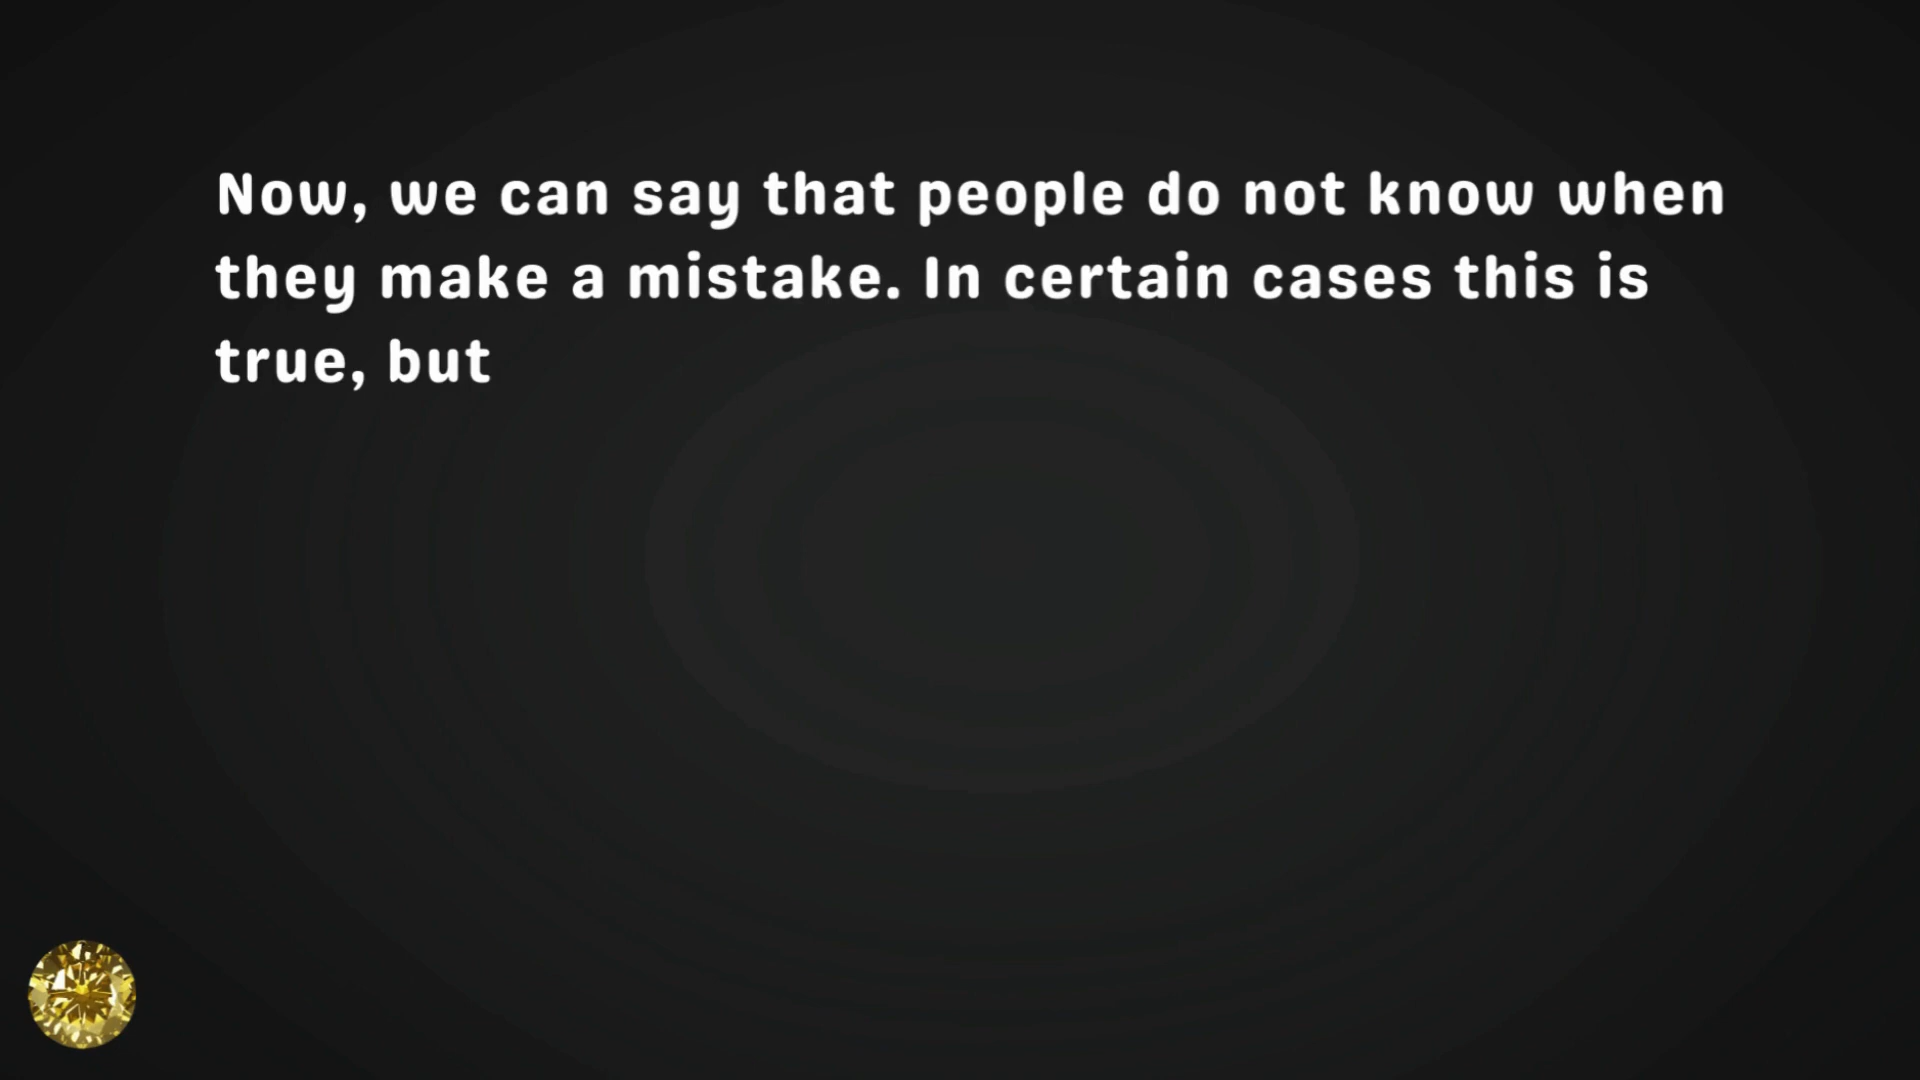 Now, we can say that people do not know when
they make a mistake. In certain cases this is
true, but